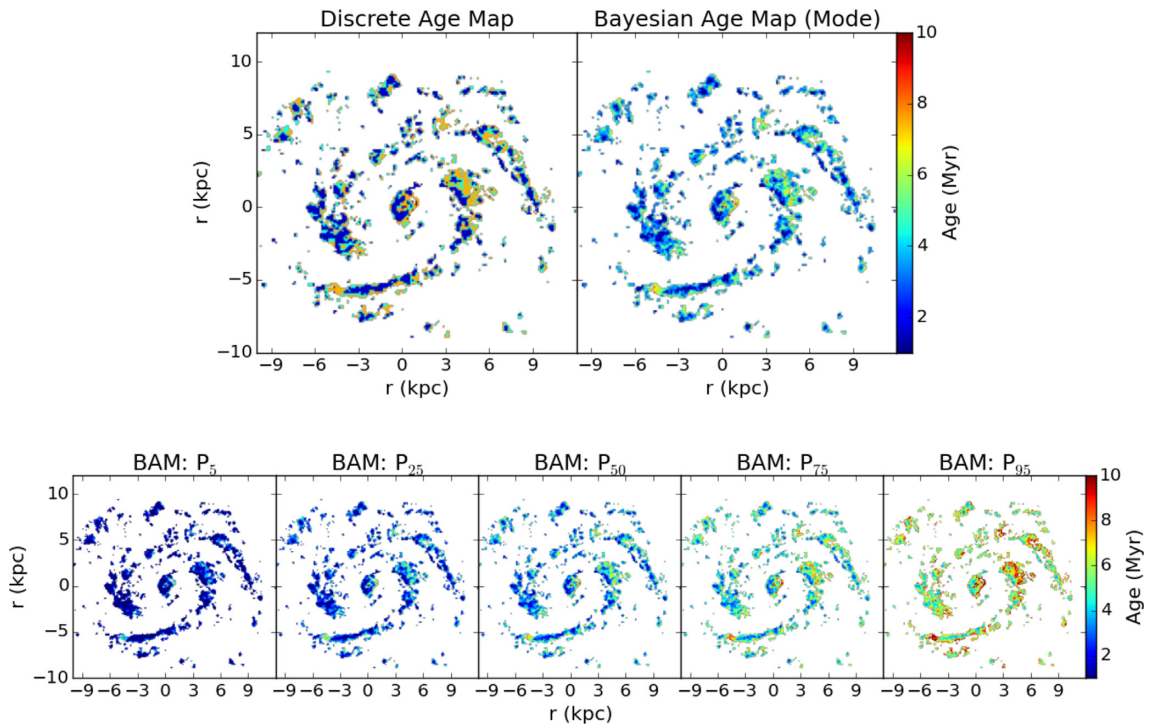 Discrete Age Map
Bayesian Age Map (Mode)
10
5
0
−5
−10
r (kpc)
−9 −6 −3 0 3 6 9
r (kpc)
−9 −6 −3 0 3 6 9
r (kpc)
10
8
6
4
2
Age (Myr)
BAM: P₅
BAM: P₂₅
BAM: P₅₀
BAM: P₇₅
BAM: P₉₅
10
5
0
−5
−10
r (kpc)
−9 −6 −3 0 3 6 9
−9 −6 −3 0 3 6 9
−9 −6 −3 0 3 6 9
−9 −6 −3 0 3 6 9
−9 −6 −3 0 3 6 9
r (kpc)
10
8
6
4
2
Age (Myr)